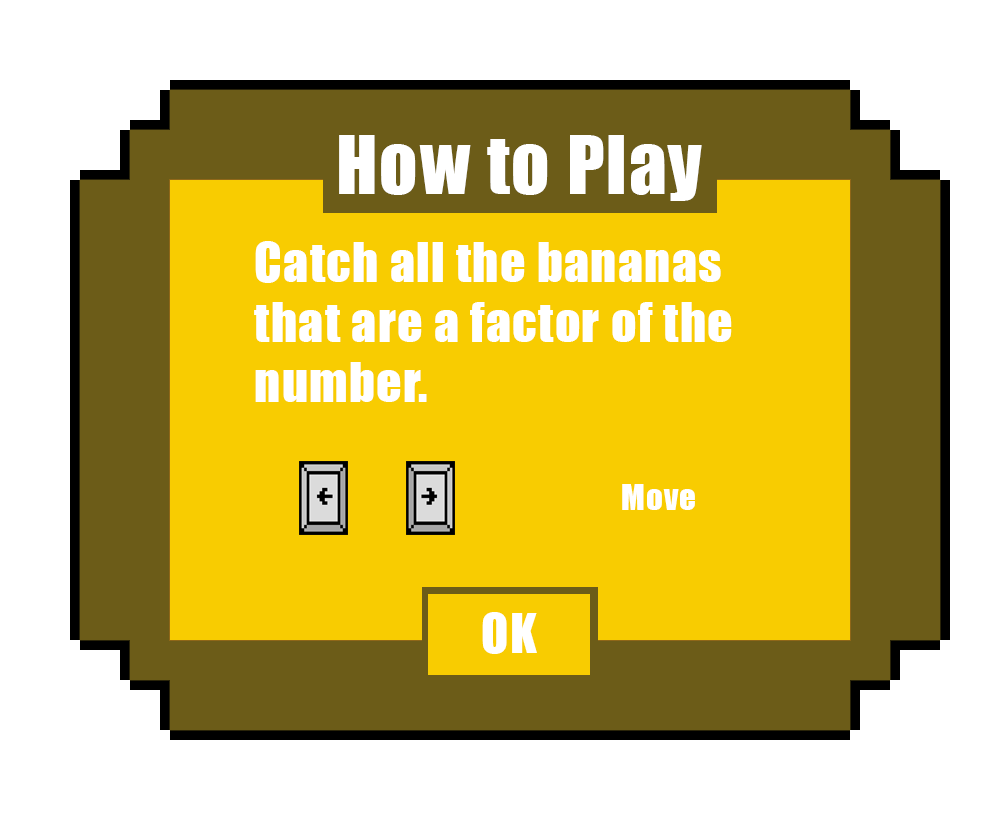 How to Play
Catch all the bananas
that are a factor of the
number.
← → Move
OK